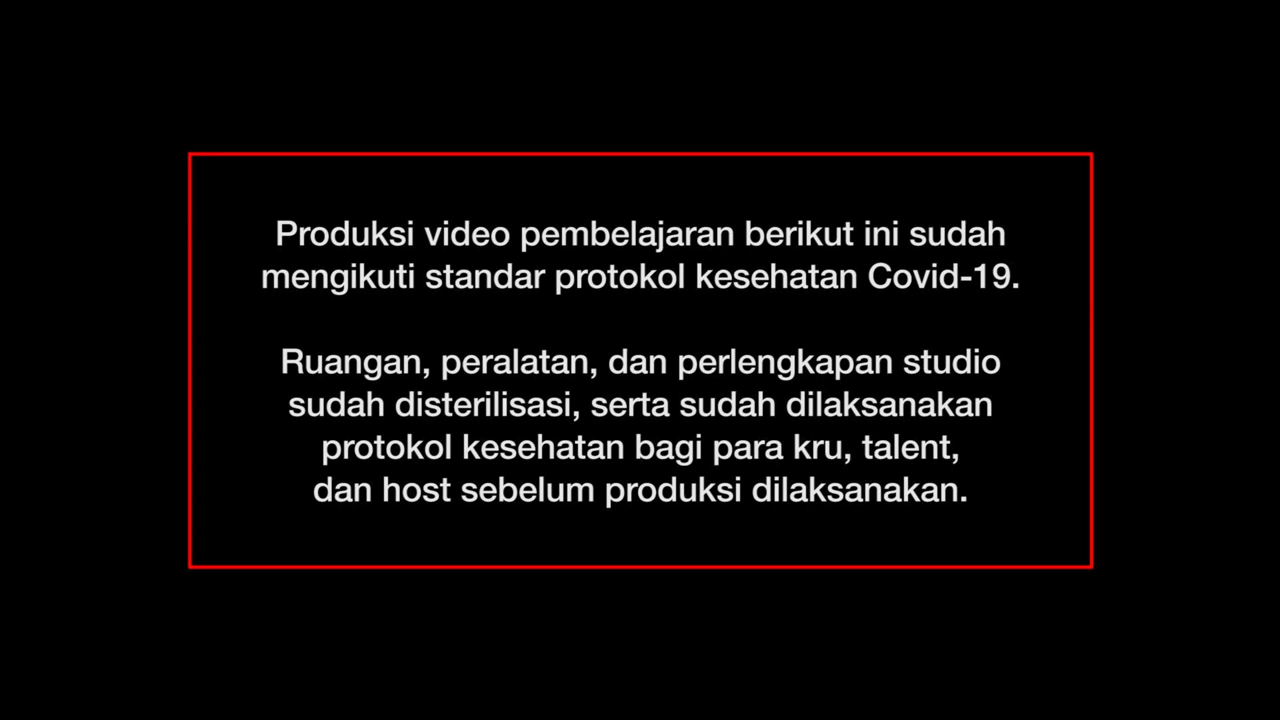 Produksi video pembelajaran berikut ini sudah
mengikuti standar protokol kesehatan Covid-19.
Ruangan, peralatan, dan perlengkapan studio
sudah disterilisasi, serta sudah dilaksanakan
protokol kesehatan bagi para kru, talent,
dan host sebelum produksi dilaksanakan.